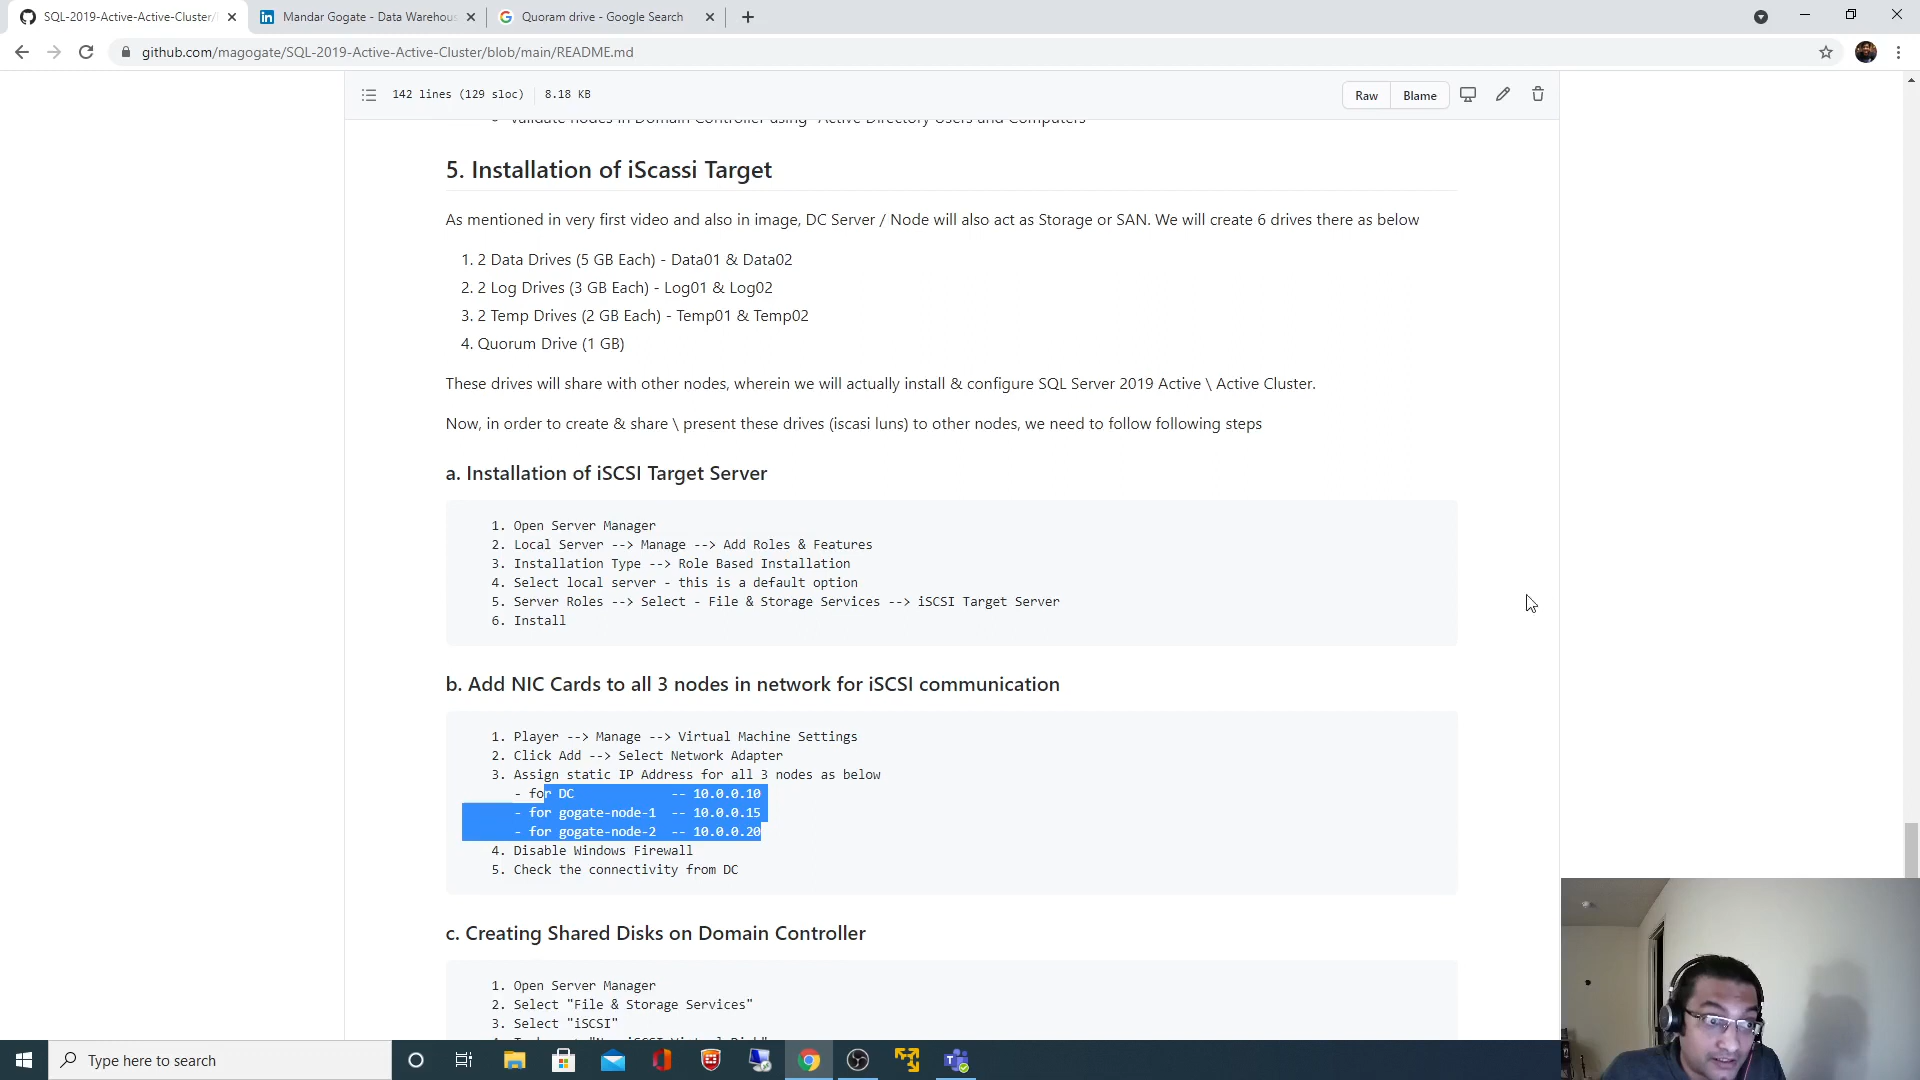 SQL-2019-Active-Active-Cluster/
Mandar Gogate - Data Warehous
Quoram drive - Google Search
github.com/magogate/SQL-2019-Active-Active-Cluster/blob/main/README.md
142 lines (129 sloc) 8.18 KB
Raw Blame
Validate nodes in Domain Controller using "Active Directory Users and Computers"
5. Installation of iScassi Target
As mentioned in very first video and also in image, DC Server / Node will also act as Storage or SAN. We will create 6 drives there as below
1. 2 Data Drives (5 GB Each) - Data01 & Data02
2. 2 Log Drives (3 GB Each) - Log01 & Log02
3. 2 Temp Drives (2 GB Each) - Temp01 & Temp02
4. Quorum Drive (1 GB)
These drives will share with other nodes, wherein we will actually install & configure SQL Server 2019 Active \ Active Cluster.
Now, in order to create & share \ present these drives (iscasi luns) to other nodes, we need to follow following steps
a. Installation of iSCSI Target Server
1. Open Server Manager
2. Local Server --> Manage --> Add Roles & Features
3. Installation Type --> Role Based Installation
4. Select local server - this is a default option
5. Server Roles --> Select - File & Storage Services --> iSCSI Target Server
6. Install
b. Add NIC Cards to all 3 nodes in network for iSCSI communication
1. Player --> Manage --> Virtual Machine Settings
2. Click Add --> Select Network Adapter
3. Assign static IP Address for all 3 nodes as below
- for DC -- 10.0.0.10
- for gogate-node-1 -- 10.0.0.15
- for gogate-node-2 -- 10.0.0.20
4. Disable Windows Firewall
5. Check the connectivity from DC
c. Creating Shared Disks on Domain Controller
1. Open Server Manager
2. Select "File & Storage Services"
3. Select "iSCSI"
Type here to search